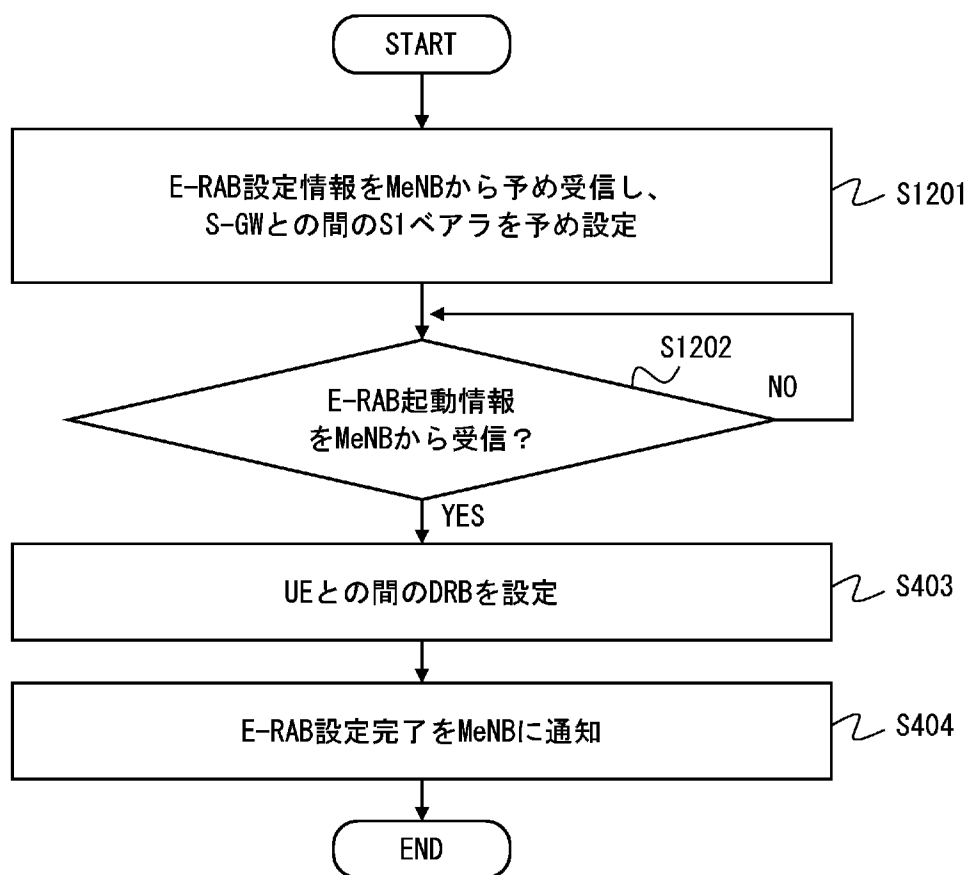 START
E-RAB設定情報をMeNBから予め受信し、
S-GWとの間のS1ベアラを予め設定
S1201
S1202
E-RAB起動情報
をMeNBから受信？
NO
YES
UEとの間のDRBを設定
S403
E-RAB設定完了をMeNBに通知
S404
END